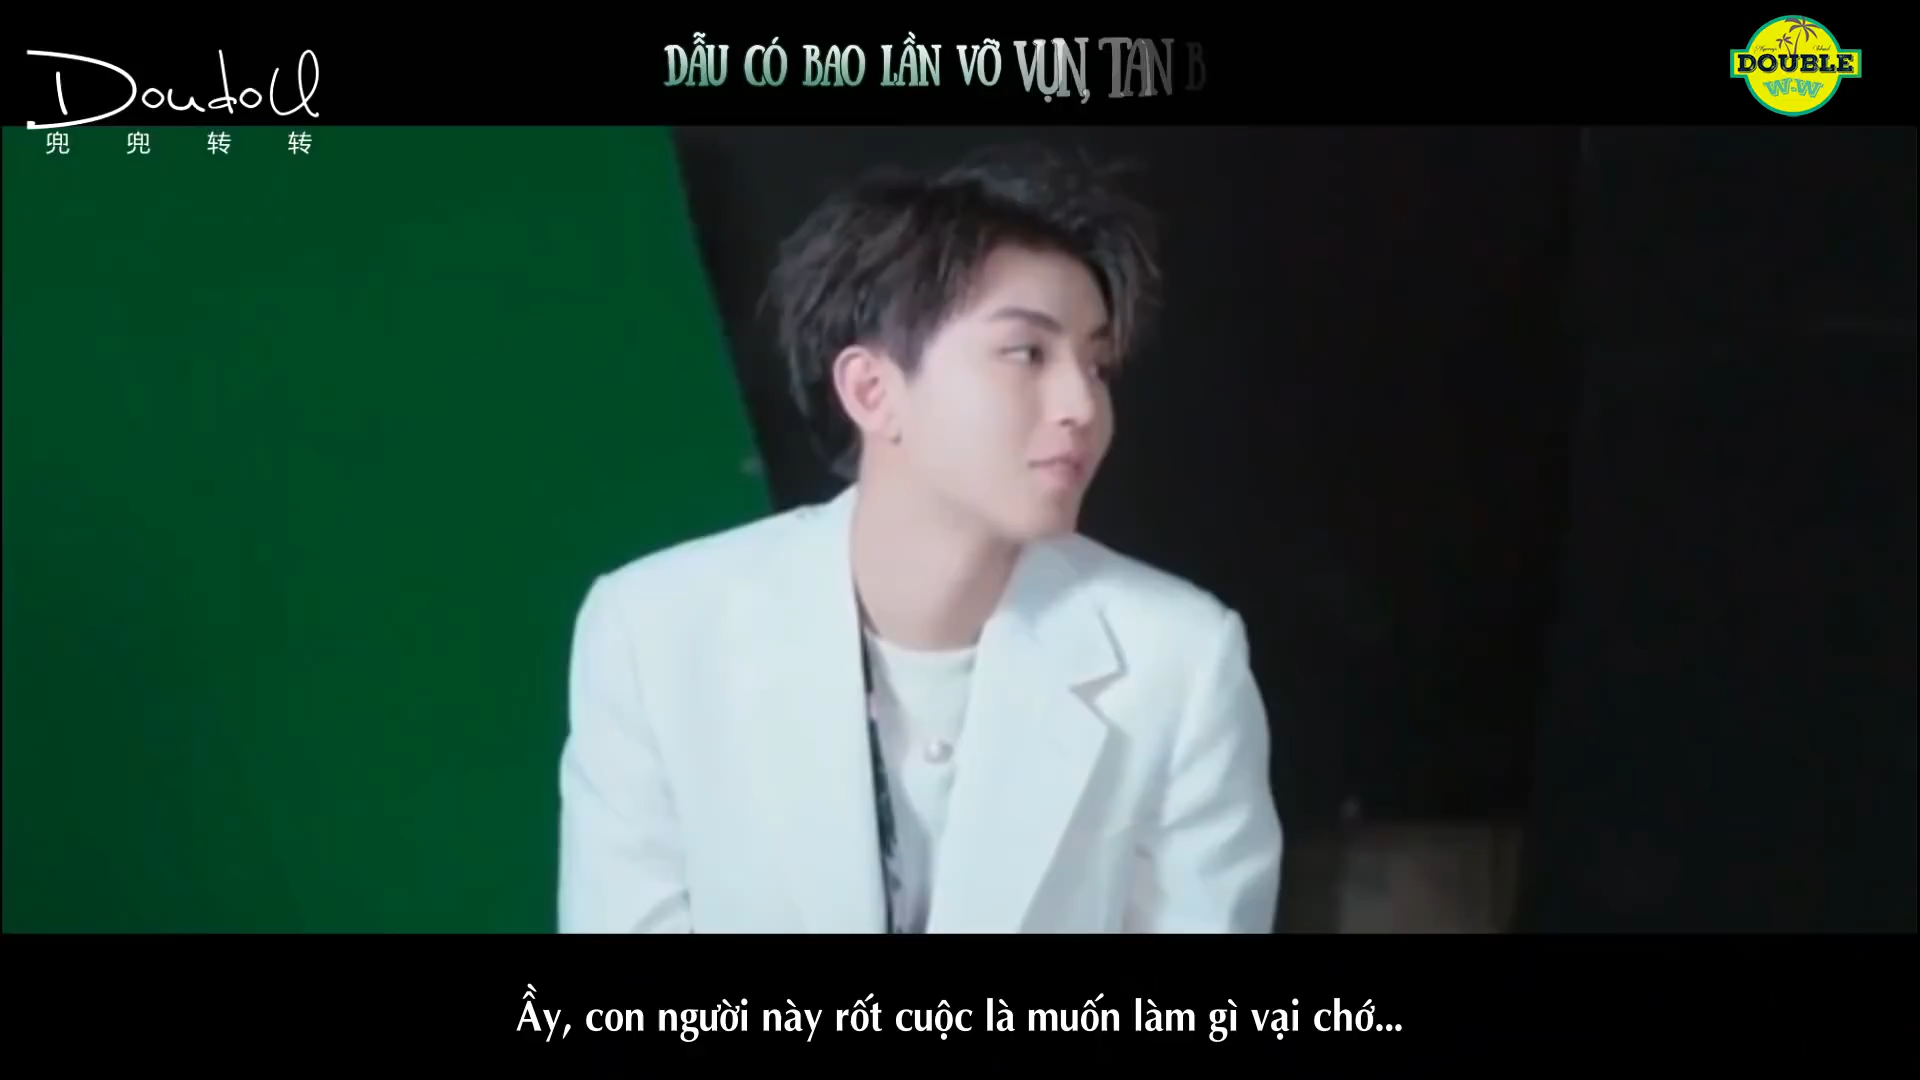 DẪU CÓ BAO LẦN VỠ VỤN, TAN B
DOUBLE
W-W
Doudou
兜兜转转
Ầy, con người này rốt cuộc là muốn làm gì vại chớ...